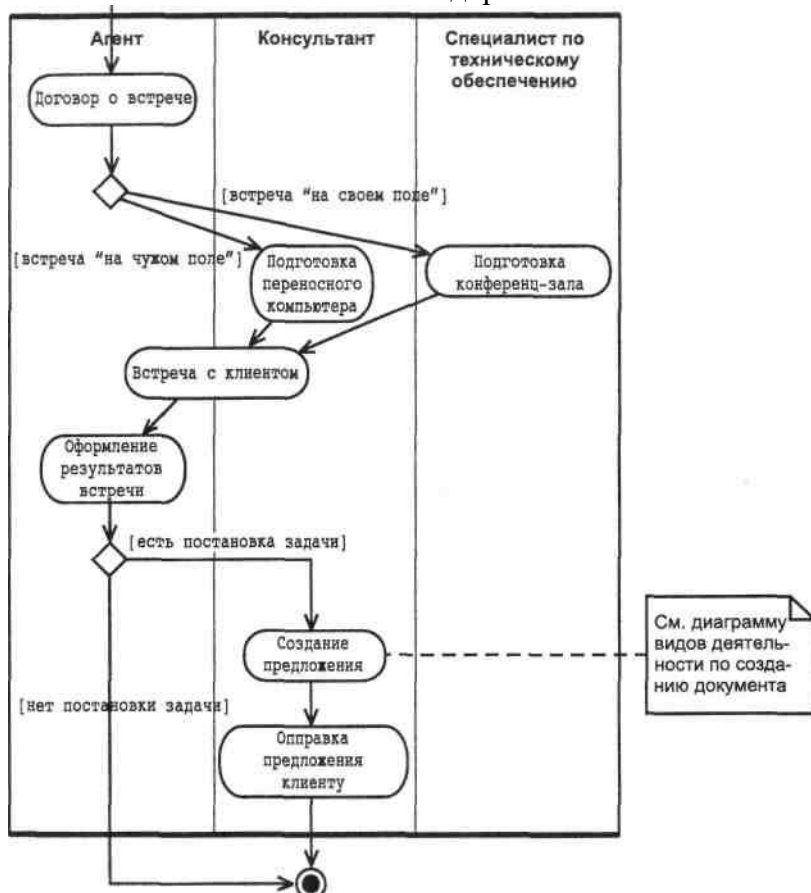 Агент
Консультант
Специалист по
техническому
обеспечению
Договор о встрече
[встреча "на своем поле"]
[встреча "на чужом поле"]
Подготовка
переносного
компьютера
Подготовка
конференц-зала
Встреча с клиентом
Оформление
результатов
встречи
[есть постановка задачи]
Создание
предложения
См. диаграмму
видов деятель-
ности по созда-
нию документа
[нет постановки задачи]
Опправка
предложения
клиенту